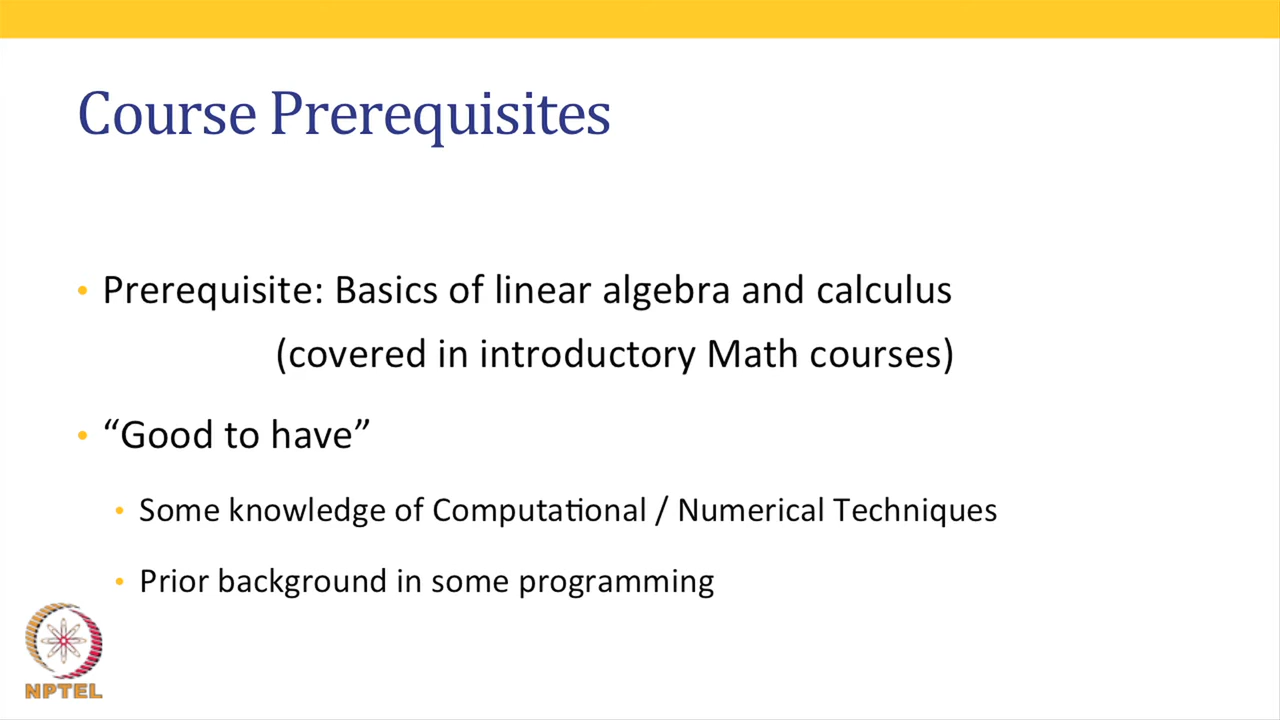 Course Prerequisites
• Prerequisite: Basics of linear algebra and calculus
(covered in introductory Math courses)
• “Good to have”
• Some knowledge of Computational / Numerical Techniques
• Prior background in some programming
NPTEL